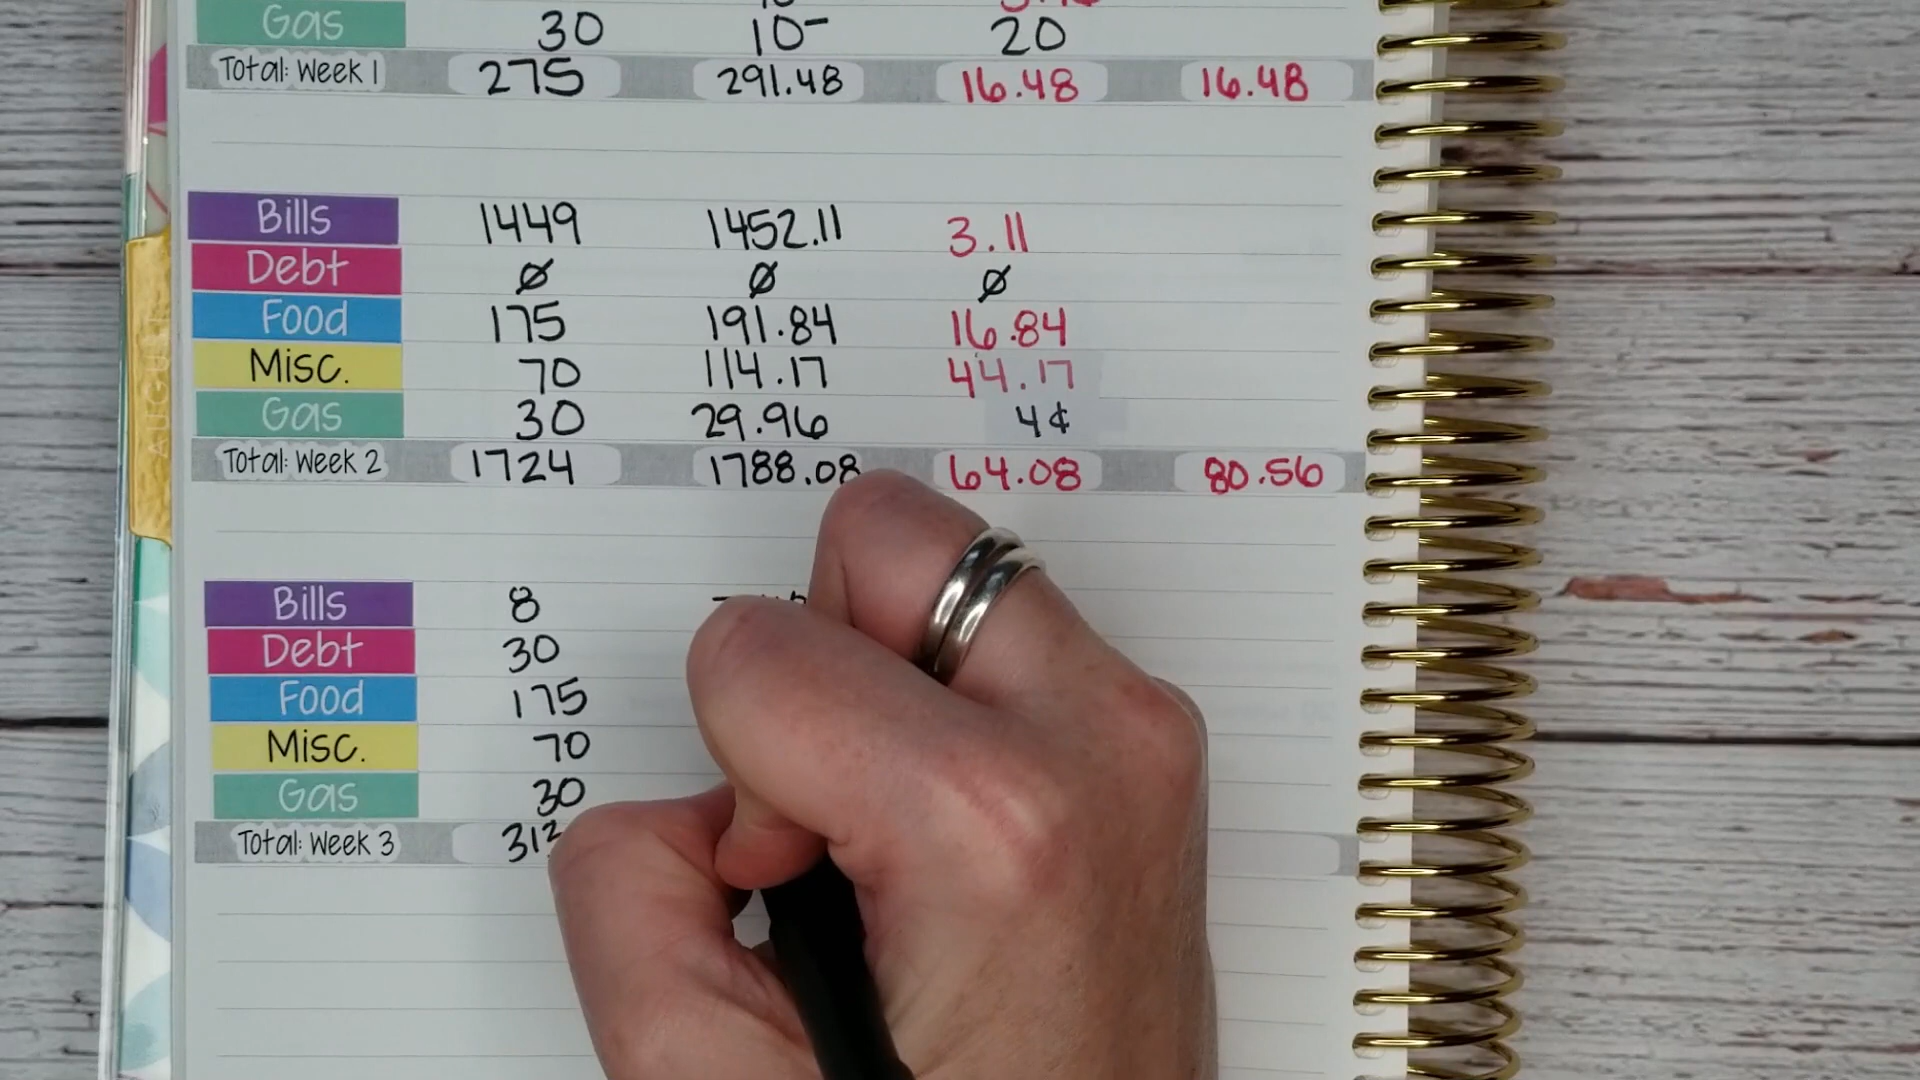 Gas 30 10- 20
Total: Week 1 275 291.48 16.48 16.48
Bills 1449 1452.11 3.11
Debt Ø Ø Ø
Food 175 191.84 16.84
Misc. 70 114.17 44.17
Gas 30 29.96 4¢
Total: Week 2 1724 1788.08 64.08 80.56
Bills 8
Debt 30
Food 175
Misc. 70
Gas 30
Total: Week 3 312
AUGUST